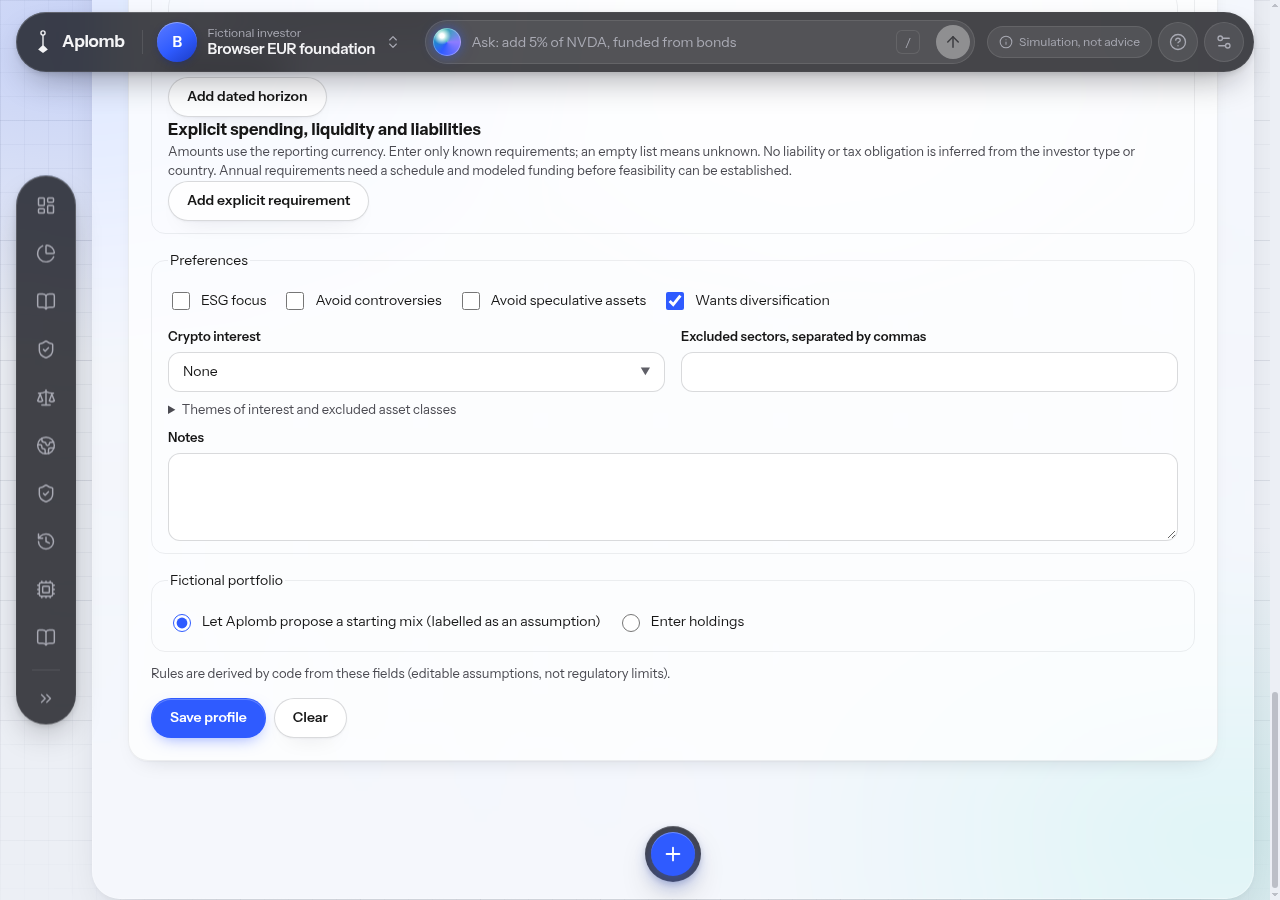 Aplomb
B
Fictional investor
Browser EUR foundation
Ask: add 5% of NVDA, funded from bonds
/
Simulation, not advice
Add dated horizon
Explicit spending, liquidity and liabilities
Amounts use the reporting currency. Enter only known requirements; an empty list means unknown. No liability or tax obligation is inferred from the investor type or
country. Annual requirements need a schedule and modeled funding before feasibility can be established.
Add explicit requirement
Preferences
ESG focus
Avoid controversies
Avoid speculative assets
Wants diversification
Crypto interest
Excluded sectors, separated by commas
None
Themes of interest and excluded asset classes
Notes
Fictional portfolio
Let Aplomb propose a starting mix (labelled as an assumption)
Enter holdings
Rules are derived by code from these fields (editable assumptions, not regulatory limits).
Save profile
Clear